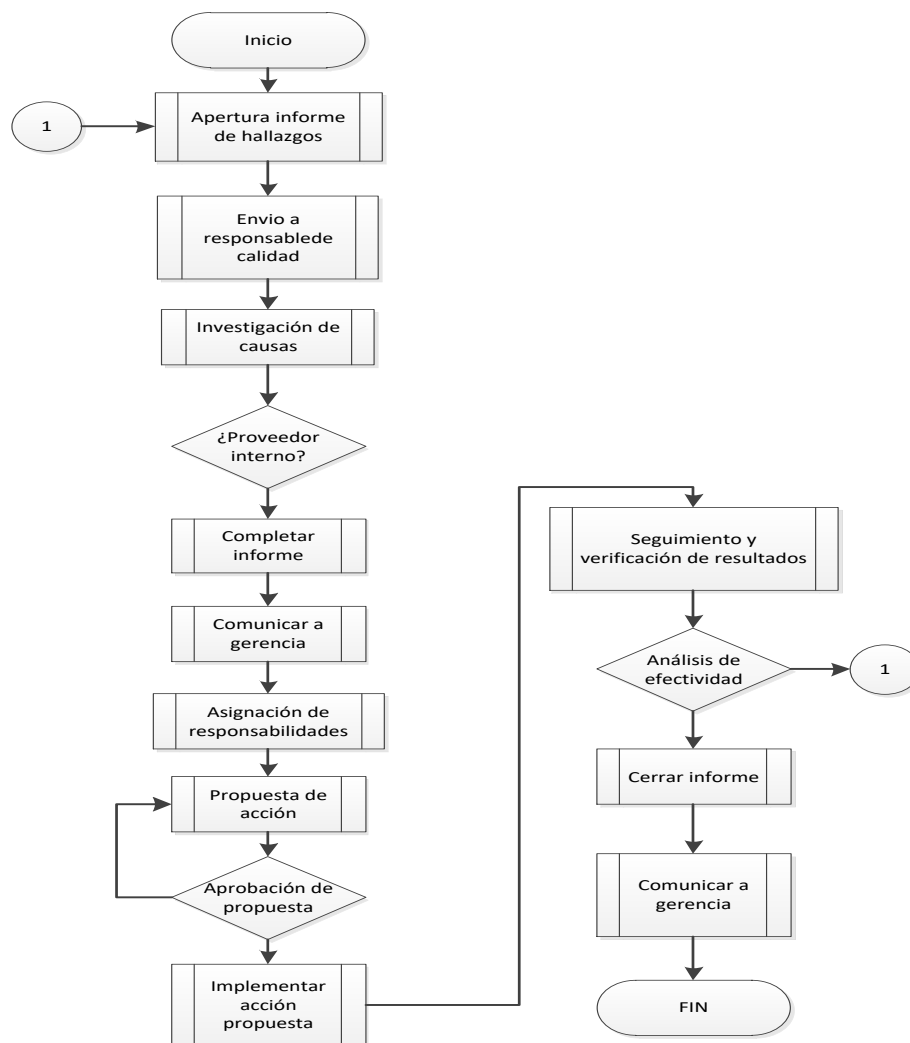 Inicio
1
Apertura informe
de hallazgos
Envio a
responsablede
calidad
Investigación de
causas
¿Proveedor
interno?
Completar
informe
Comunicar a
gerencia
Asignación de
responsabilidades
Propuesta de
acción
Aprobación de
propuesta
Implementar
acción
propuesta
Seguimiento y
verificación de resultados
Análisis de
efectividad
1
Cerrar informe
Comunicar a
gerencia
FIN